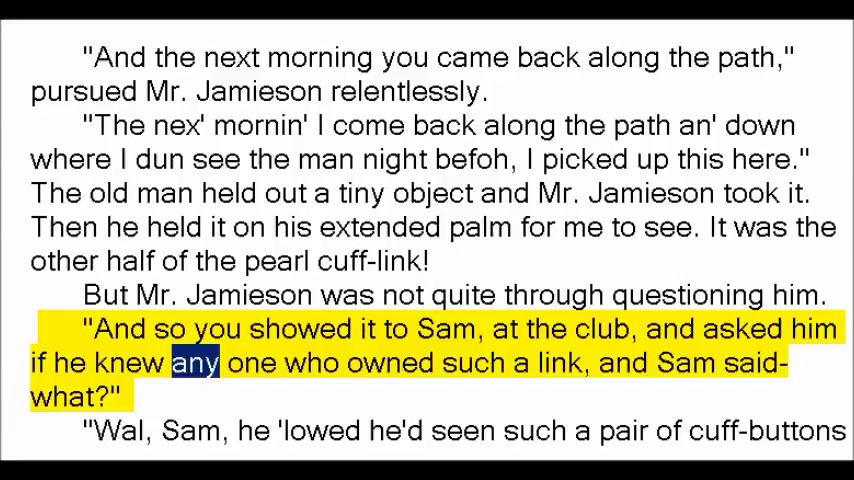 "And the next morning you came back along the path,"
pursued Mr. Jamieson relentlessly.
"The nex' mornin' I come back along the path an' down
where I dun see the man night befoh, I picked up this here."
The old man held out a tiny object and Mr. Jamieson took it.
Then he held it on his extended palm for me to see. It was the
other half of the pearl cuff-link!
But Mr. Jamieson was not quite through questioning him.
"And so you showed it to Sam, at the club, and asked him
if he knew any one who owned such a link, and Sam said-
what?"
"Wal, Sam, he 'lowed he'd seen such a pair of cuff-buttons